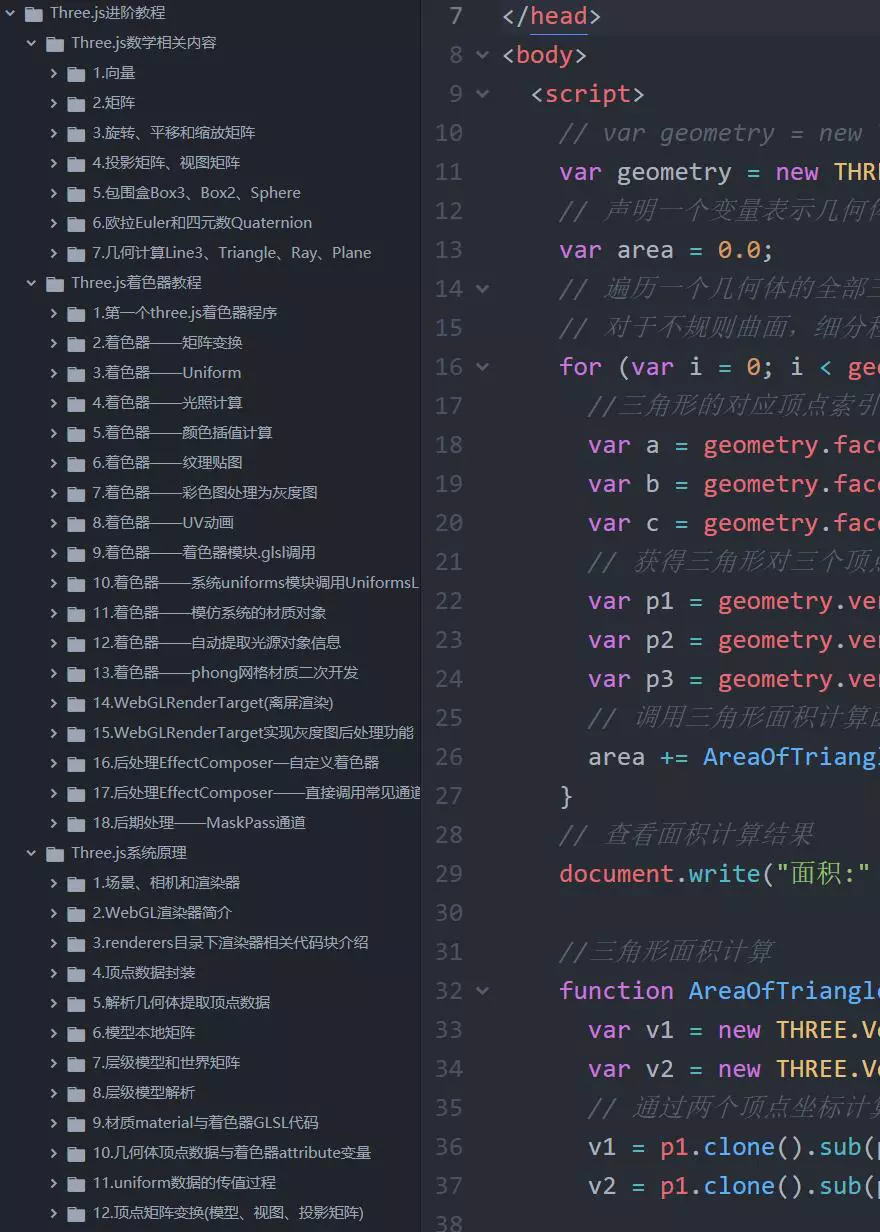 Three.js进阶教程
Three.js数学相关内容
1.向量
2.矩阵
3.旋转、平移和缩放矩阵
4.投影矩阵、视图矩阵
5.包围盒Box3、Box2、Sphere
6.欧拉Euler和四元数Quaternion
7.几何计算Line3、Triangle、Ray、Plane
Three.js着色器教程
1.第一个three.js着色器程序
2.着色器——矩阵变换
3.着色器——Uniform
4.着色器——光照计算
5.着色器——颜色插值计算
6.着色器——纹理贴图
7.着色器——彩色图处理为灰度图
8.着色器——UV动画
9.着色器——着色器模块.glsl调用
10.着色器——系统uniforms模块调用UniformsL
11.着色器——模仿系统的材质对象
12.着色器——自动提取光源对象信息
13.着色器——phong网格材质二次开发
14.WebGLRenderTarget(离屏渲染)
15.WebGLRenderTarget实现灰度图后处理功能
16.后处理EffectComposer—自定义着色器
17.后处理EffectComposer——直接调用常见通道
18.后期处理——MaskPass通道
Three.js系统原理
1.场景、相机和渲染器
2.WebGL渲染器简介
3.renderers目录下渲染器相关代码块介绍
4.顶点数据封装
5.解析几何体提取顶点数据
6.模型本地矩阵
7.层级模型和世界矩阵
8.层级模型解析
9.材质material与着色器GLSL代码
10.几何体顶点数据与着色器attribute变量
11.uniform数据的传值过程
12.顶点矩阵变换(模型、视图、投影矩阵)
7 </head>
8 <body>
9 <script>
10 // var geometry = new
11 var geometry = new THRE
12 // 声明一个变量表示几何体
13 var area = 0.0;
14 // 遍历一个几何体的全部三
15 // 对于不规则曲面，细分程
16 for (var i = 0; i < geo
17 //三角形的对应顶点索引
18 var a = geometry.face
19 var b = geometry.face
20 var c = geometry.face
21 // 获得三角形对三个顶点
22 var p1 = geometry.ver
23 var p2 = geometry.ver
24 var p3 = geometry.ver
25 // 调用三角形面积计算函
26 area += AreaOfTriangl
27 }
28 // 查看面积计算结果
29 document.write("面积:"
30
31 //三角形面积计算
32 function AreaOfTriangle
33 var v1 = new THREE.Ve
34 var v2 = new THREE.Ve
35 // 通过两个顶点坐标计算
36 v1 = p1.clone().sub(p
37 v2 = p1.clone().sub(p
38